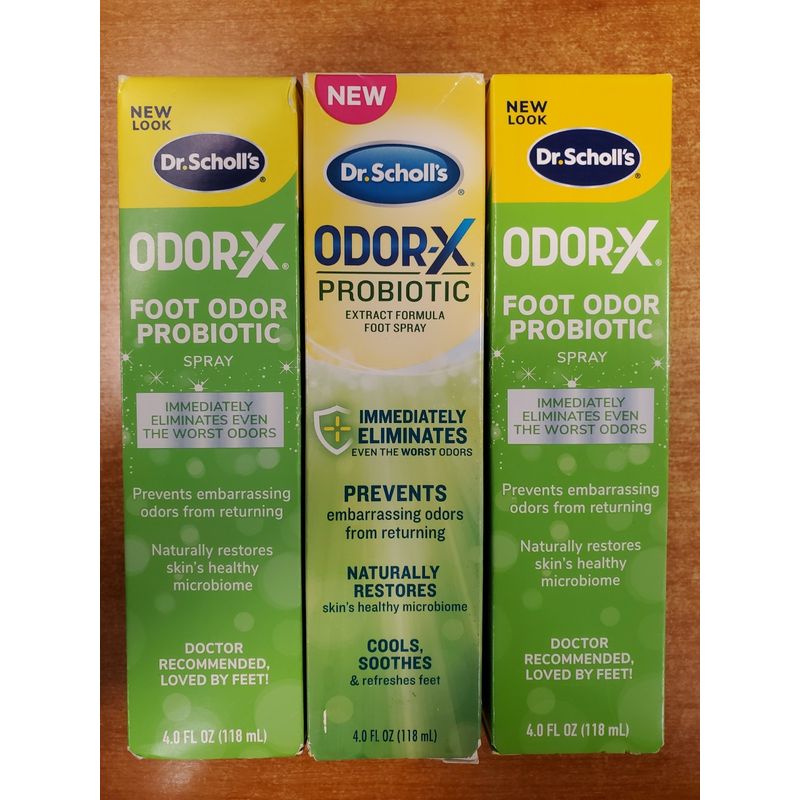 NEW
LOOK
Dr.Scholl's®
ODOR-X®
FOOT ODOR
PROBIOTIC
SPRAY
IMMEDIATELY
ELIMINATES EVEN
THE WORST ODORS
Prevents embarrassing
odors from returning
Naturally restores
skin's healthy
microbiome
DOCTOR
RECOMMENDED,
LOVED BY FEET!
4.0 FL OZ (118 mL)
NEW
Dr.Scholl's®
ODOR-X®
PROBIOTIC
EXTRACT FORMULA
FOOT SPRAY
IMMEDIATELY
ELIMINATES
EVEN THE WORST ODORS
PREVENTS
embarrassing odors
from returning
NATURALLY
RESTORES
skin's healthy microbiome
COOLS,
SOOTHES
& refreshes feet
4.0 FL OZ (118 mL)
NEW
LOOK
Dr.Scholl's®
ODOR-X®
FOOT ODOR
PROBIOTIC
SPRAY
IMMEDIATELY
ELIMINATES EVEN
THE WORST ODORS
Prevents embarrassing
odors from returning
Naturally restores
skin's healthy
microbiome
DOCTOR
RECOMMENDED,
LOVED BY FEET!
4.0 FL OZ (118 mL)